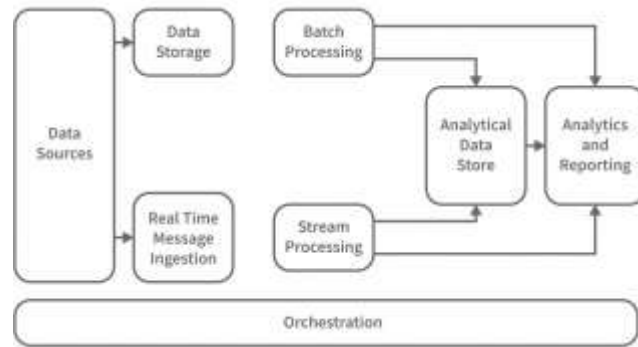 Data
Sources
Data
Storage
Real Time
Message
Ingestion
Batch
Processing
Stream
Processing
Analytical
Data
Store
Analytics
and
Reporting
Orchestration